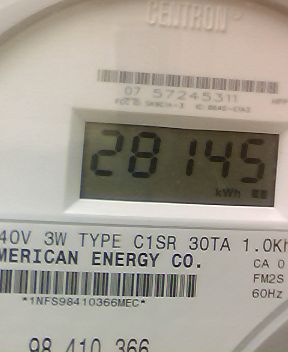 CENTRON®
07 57245311
28145
kWh
40V 3W TYPE C1SR 30TA 1.0Kh
MERICAN ENERGY CO.
CA 0
FM2S
*1NFS98410366MEC*
60Hz
98 410 366